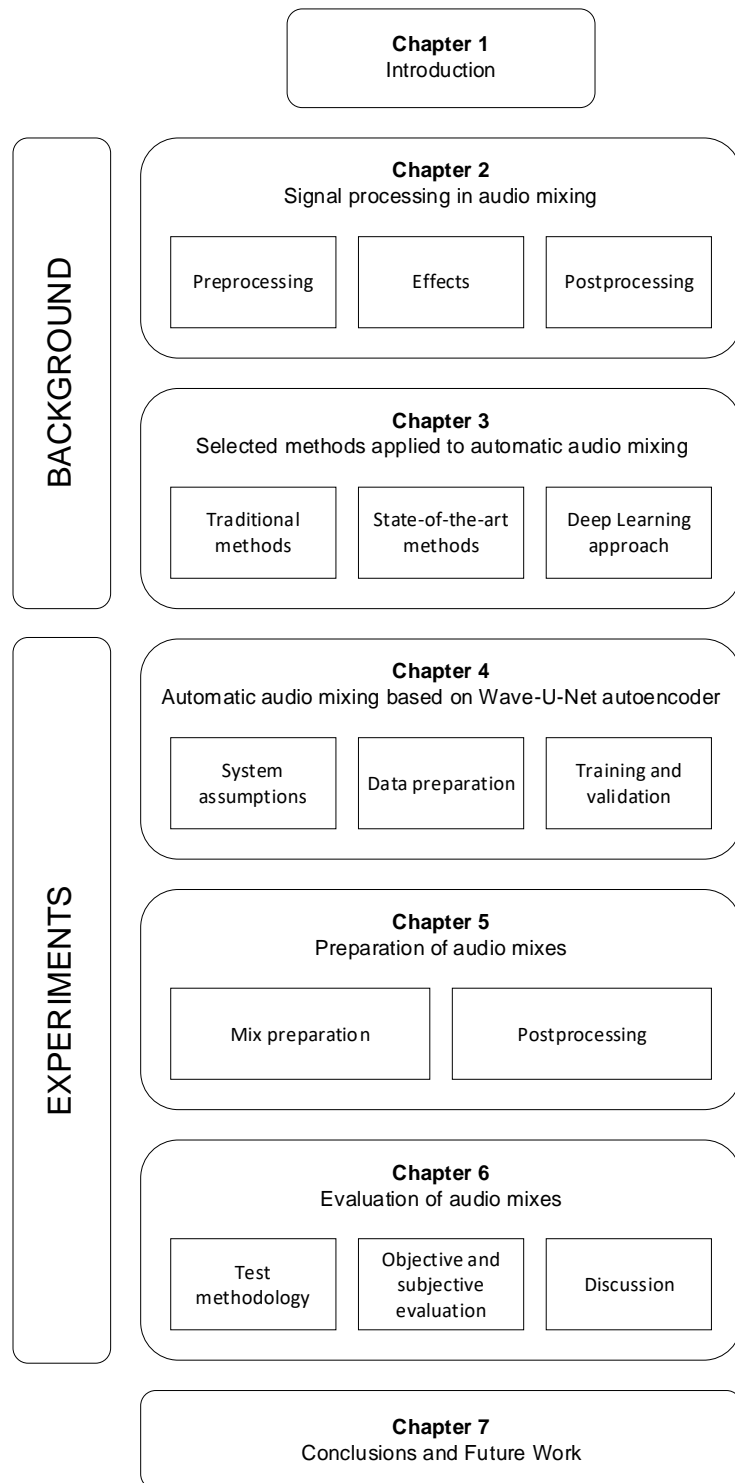 Chapter 1
Introduction
BACKGROUND
Chapter 2
Signal processing in audio mixing
Preprocessing
Effects
Postprocessing
Chapter 3
Selected methods applied to automatic audio mixing
Traditional
methods
State-of-the-art
methods
Deep Learning
approach
EXPERIMENTS
Chapter 4
Automatic audio mixing based on Wave-U-Net autoencoder
System
assumptions
Data preparation
Training and
validation
Chapter 5
Preparation of audio mixes
Mix preparation
Postprocessing
Chapter 6
Evaluation of audio mixes
Test
methodology
Objective and
subjective
evaluation
Discussion
Chapter 7
Conclusions and Future Work